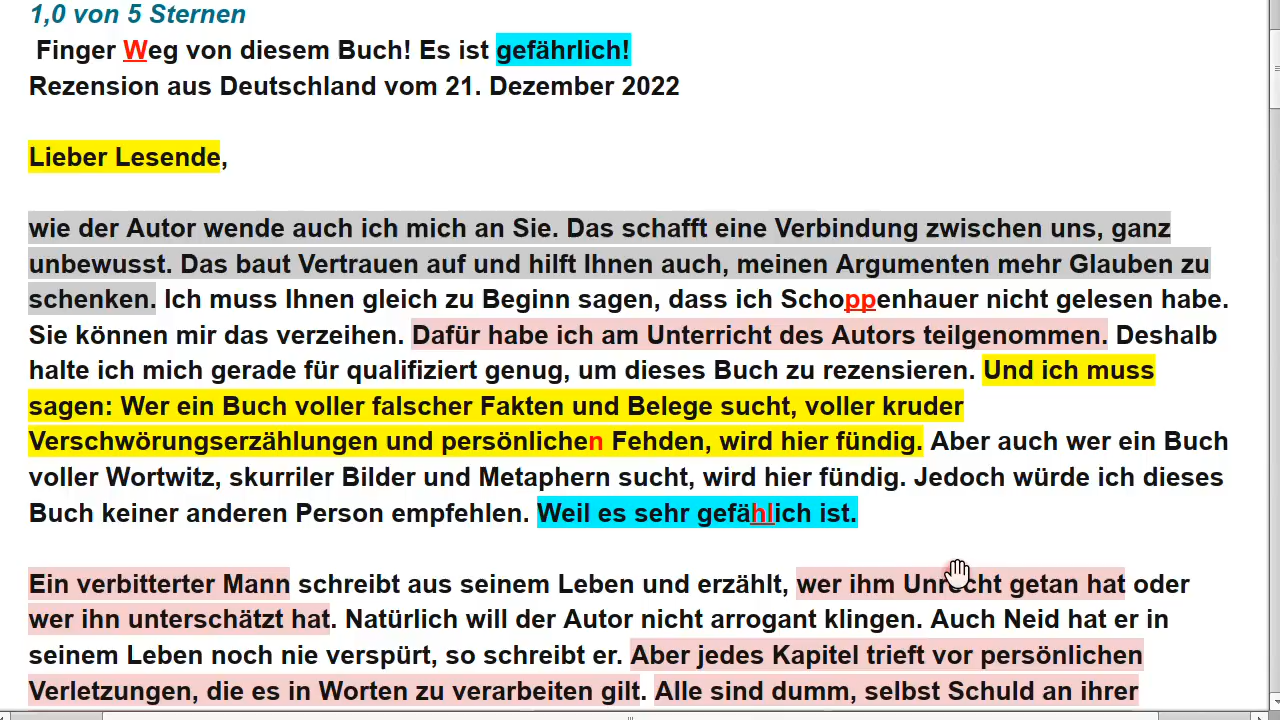 1,0 von 5 Sternen
Finger Weg von diesem Buch! Es ist gefährlich!
Rezension aus Deutschland vom 21. Dezember 2022
Lieber Lesende,
wie der Autor wende auch ich mich an Sie. Das schafft eine Verbindung zwischen uns, ganz
unbewusst. Das baut Vertrauen auf und hilft Ihnen auch, meinen Argumenten mehr Glauben zu
schenken. Ich muss Ihnen gleich zu Beginn sagen, dass ich Schoppenhauer nicht gelesen habe.
Sie können mir das verzeihen. Dafür habe ich am Unterricht des Autors teilgenommen. Deshalb
halte ich mich gerade für qualifiziert genug, um dieses Buch zu rezensieren. Und ich muss
sagen: Wer ein Buch voller falscher Fakten und Belege sucht, voller kruder
Verschwörungserzählungen und persönlichen Fehden, wird hier fündig. Aber auch wer ein Buch
voller Wortwitz, skurriler Bilder und Metaphern sucht, wird hier fündig. Jedoch würde ich dieses
Buch keiner anderen Person empfehlen. Weil es sehr gefählich ist.
Ein verbitterter Mann schreibt aus seinem Leben und erzählt, wer ihm Unrecht getan hat oder
wer ihn unterschätzt hat. Natürlich will der Autor nicht arrogant klingen. Auch Neid hat er in
seinem Leben noch nie verspürt, so schreibt er. Aber jedes Kapitel trieft vor persönlichen
Verletzungen, die es in Worten zu verarbeiten gilt. Alle sind dumm, selbst Schuld an ihrer